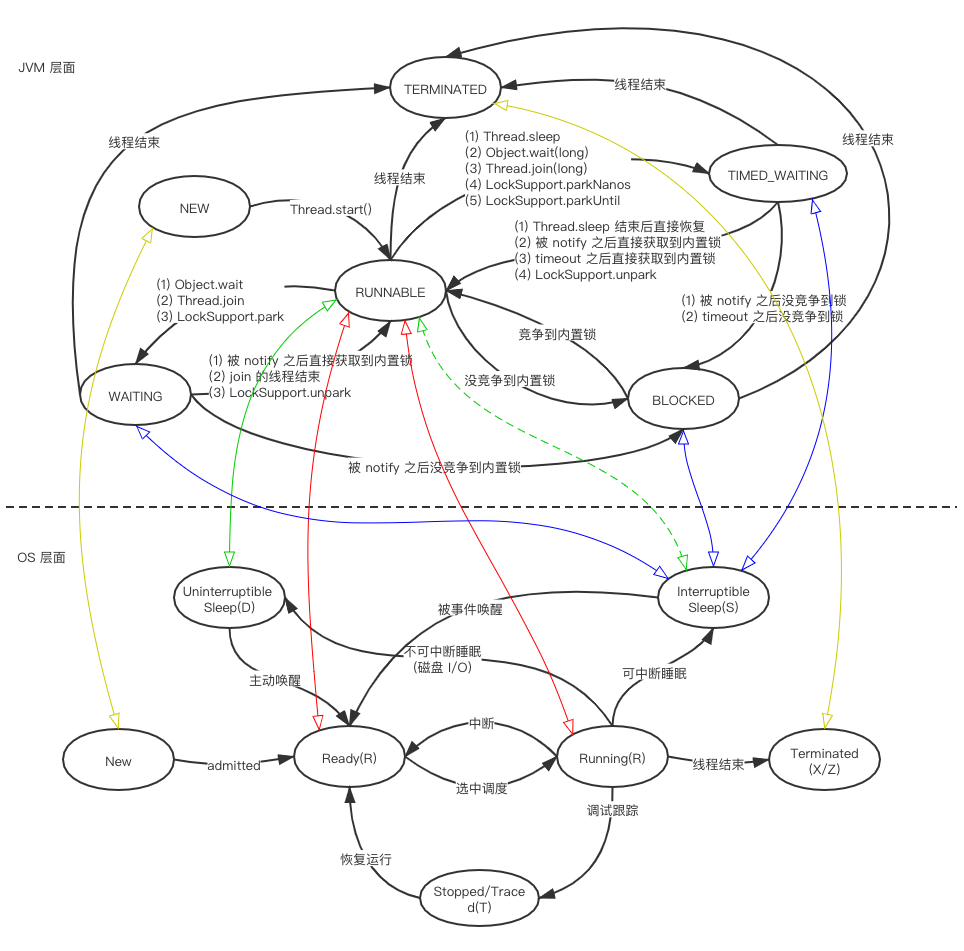 JVM 层面
TERMINATED
线程结束
线程结束
线程结束
线程结束
(1) Thread.sleep
(2) Object.wait(long)
(3) Thread.join(long)
(4) LockSupport.parkNanos
(5) LockSupport.parkUntil
TIMED_WAITING
NEW
Thread.start()
(1) Thread.sleep 结束后直接恢复
(2) 被 notify 之后直接获取到内置锁
(3) timeout 之后直接获取到内置锁
(4) LockSupport.unpark
(1) Object.wait
(2) Thread.join
(3) LockSupport.park
RUNNABLE
(1) 被 notify 之后没竞争到锁
(2) timeout 之后没竞争到锁
竞争到内置锁
(1) 被 notify 之后直接获取到内置锁
(2) join 的线程结束
(3) LockSupport.unpark
没竞争到内置锁
WAITING
BLOCKED
被 notify 之后没竞争到内置锁
OS 层面
Uninterruptible
Sleep(D)
Interruptible
Sleep(S)
被事件唤醒
不可中断睡眠
(磁盘 I/O)
主动唤醒
可中断睡眠
中断
New
admitted
Ready(R)
Running(R)
线程结束
Terminated
(X/Z)
选中调度
调试跟踪
恢复运行
Stopped/Trace
d(T)